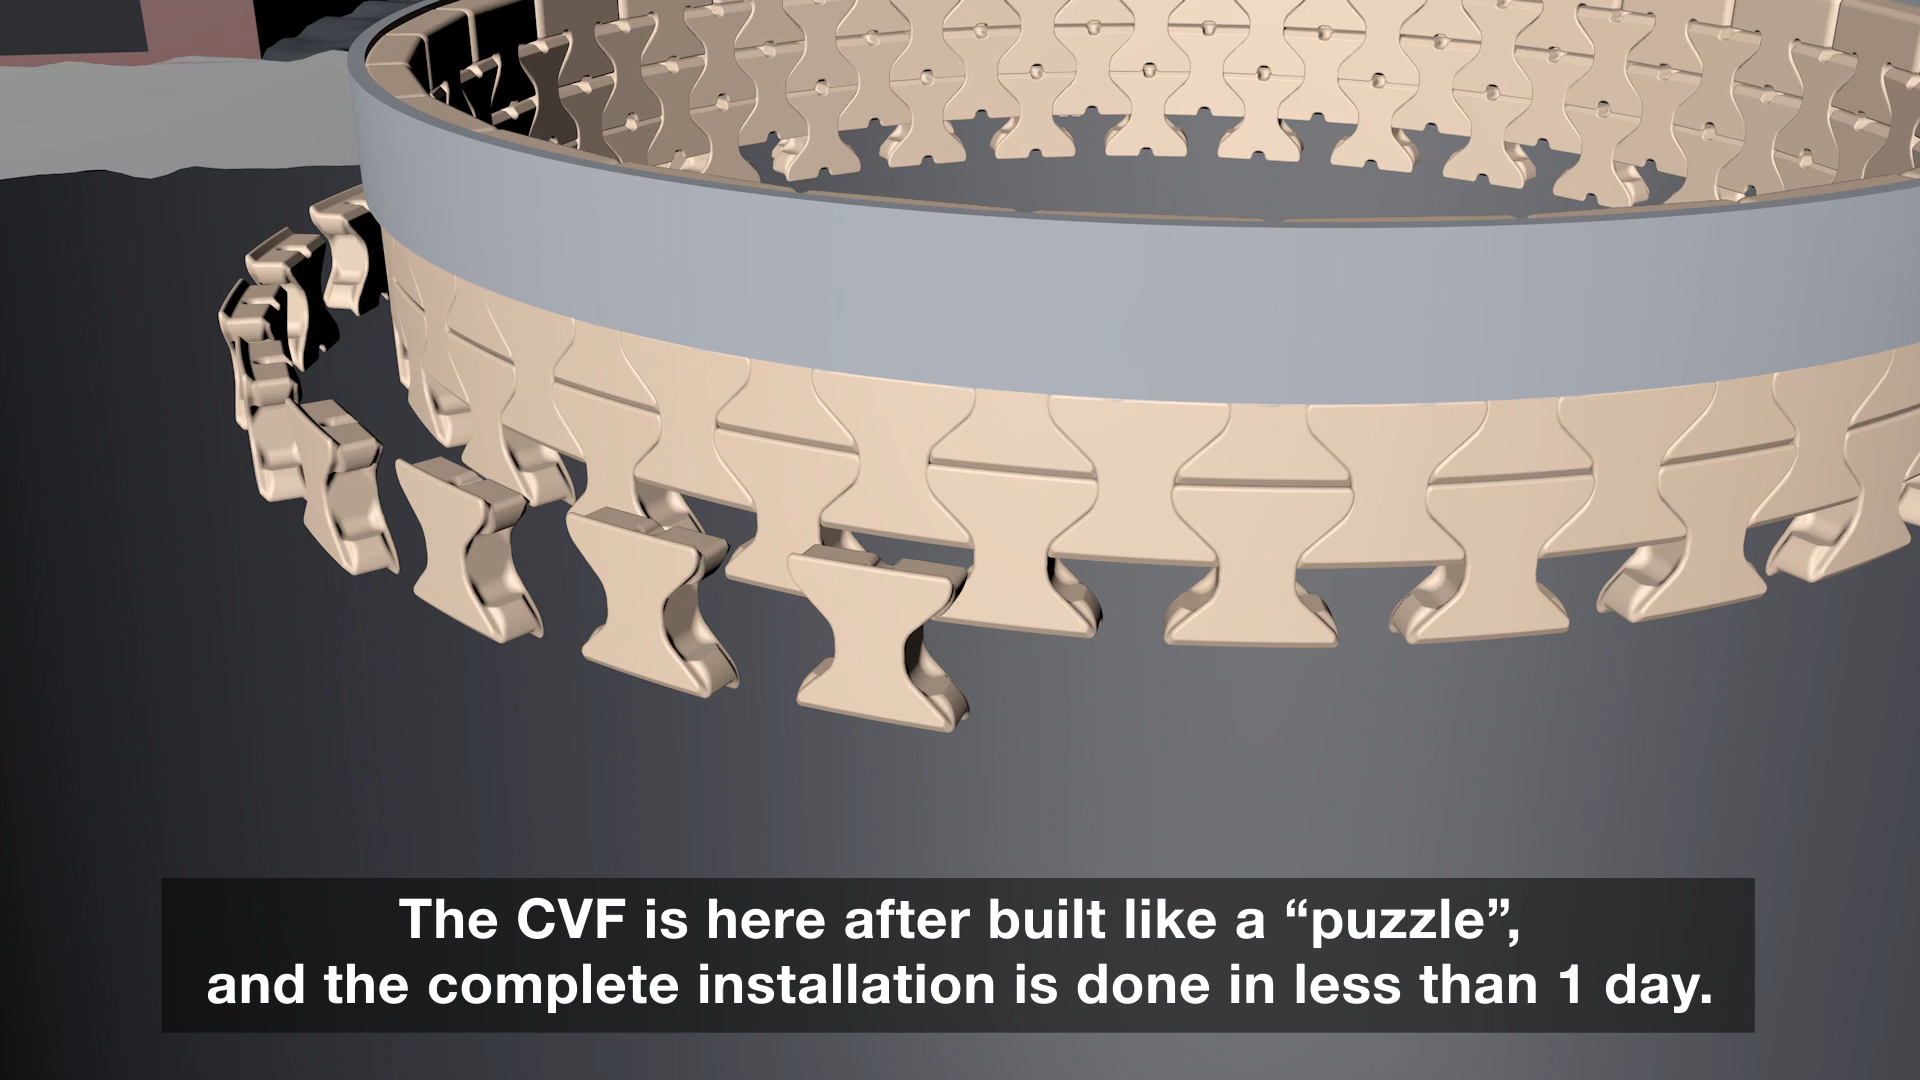 The CVF is here after built like a “puzzle”,
and the complete installation is done in less than 1 day.